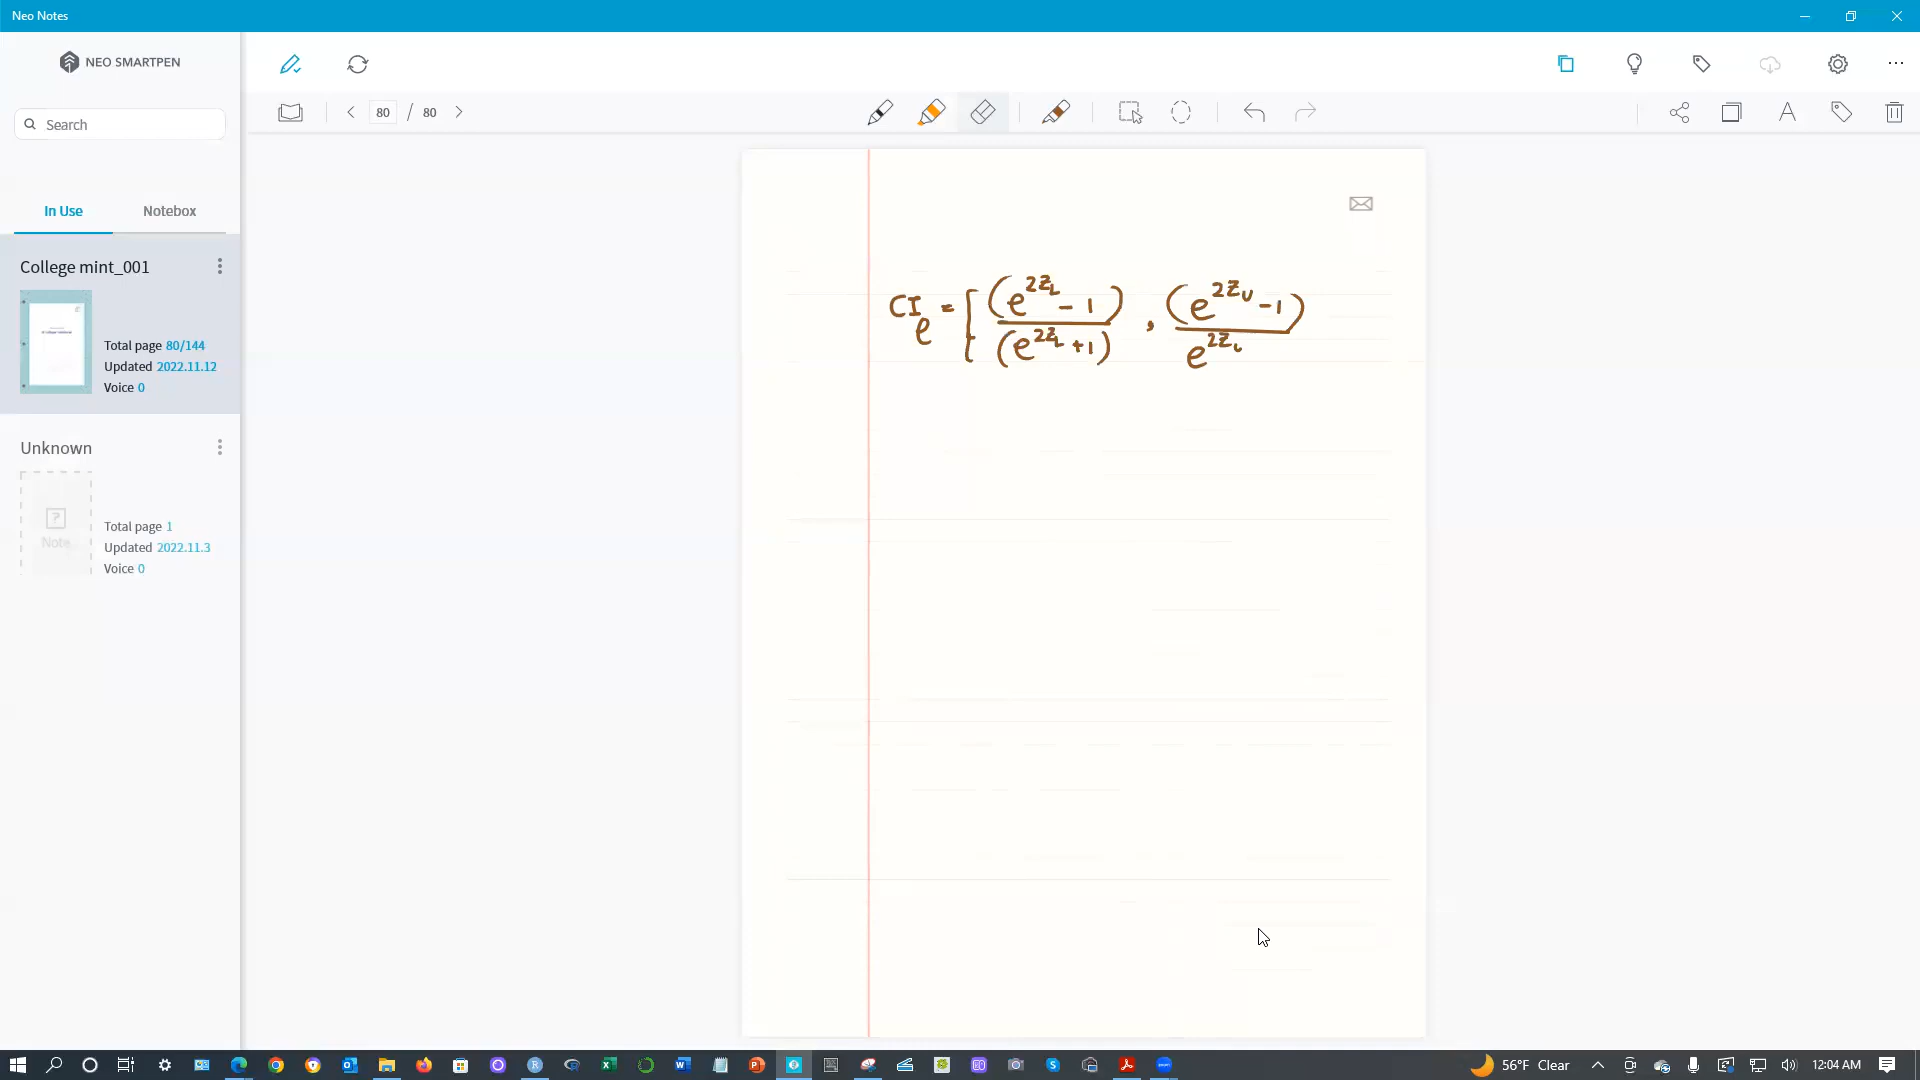 Neo Notes
NEO SMARTPEN
Search
80 / 80
In Use Notebox
College mint_001
Total page 80/144
Updated 2022.11.12
Voice 0
Unknown
Total page 1
Updated 2022.11.3
Voice 0
Note
CI_ρ = [ (e^{2Z_L} - 1) / (e^{2Z_L} + 1) , (e^{2Z_U} - 1) / e^{2Z_U}
56°F Clear
12:04 AM